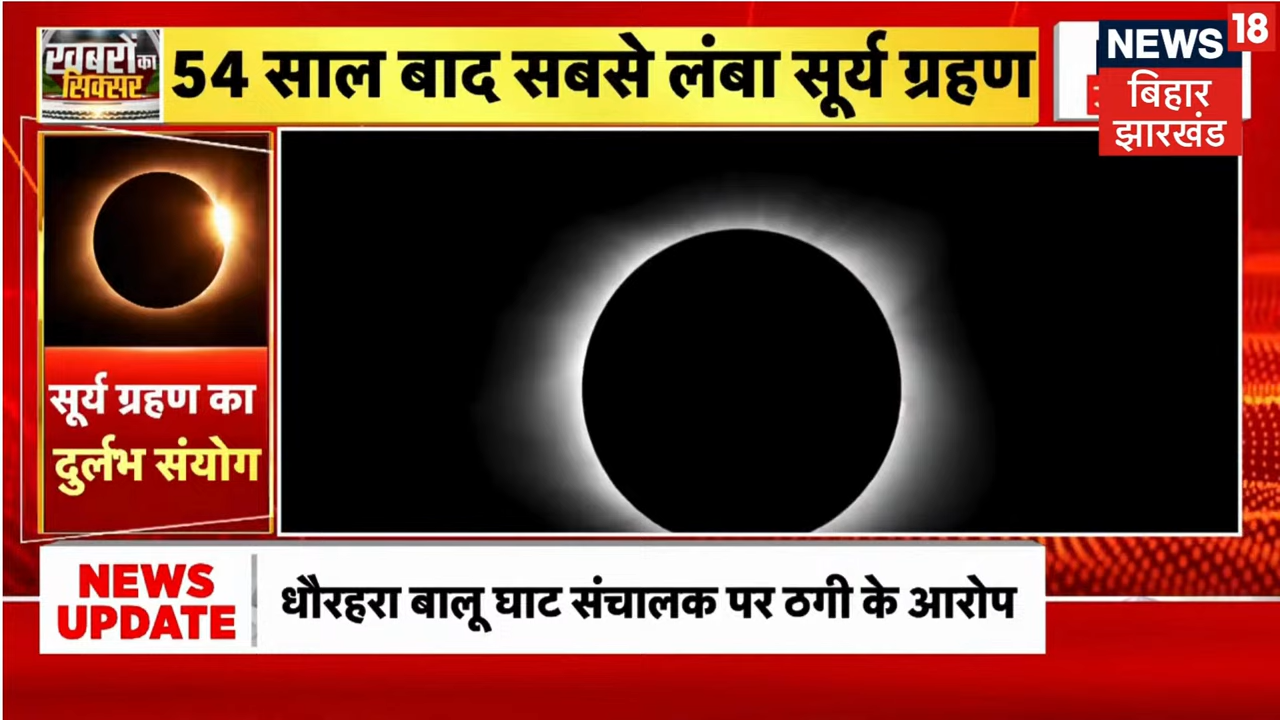 खबरों का
सिक्सर
54 साल बाद सबसे लंबा सूर्य ग्रहण
NEWS 18
बिहार
झारखंड
सूर्य ग्रहण का
दुर्लभ संयोग
NEWS
UPDATE
धौरहरा बालू घाट संचालक पर ठगी के आरोप